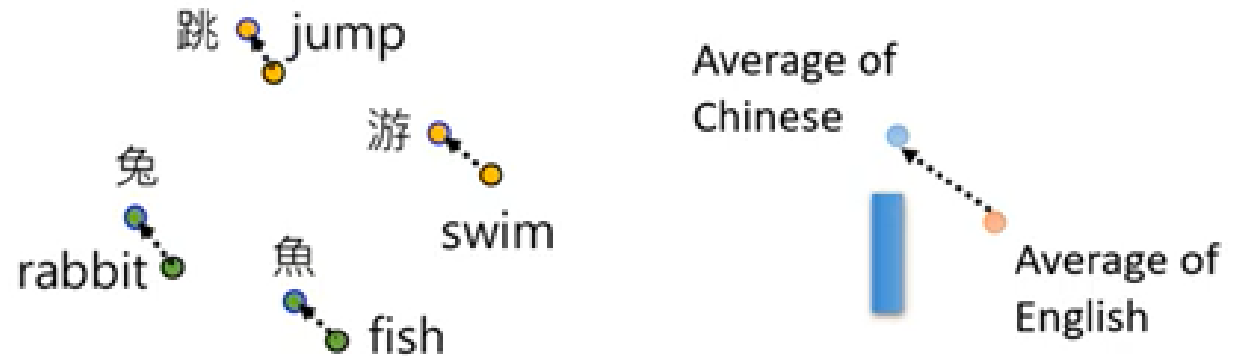 跳 jump
游
swim
兔
rabbit
魚
fish
Average of
Chinese
Average of
English